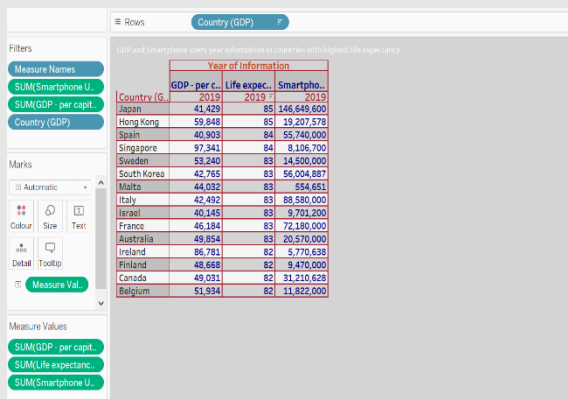 Rows
Country (GDP)
Filters
Measure Names
SUM(Smartphone U..
SUM(GDP - per capit..
Country (GDP)
Marks
Automatic
Colour Size Text
Detail Tooltip
Measure Val..
Measure Values
SUM(GDP - per capit..
SUM(Life expectanc..
SUM(Smartphone U..
GDP and Smartphone users year information in countries with highest life expectancy.
Year of Information
GDP - per c.. Life expec.. Smartpho..
Country (G.. 2019 2019 2019
Japan 41,429 85 146,649,600
Hong Kong 59,848 85 19,207,578
Spain 40,903 84 55,740,000
Singapore 97,341 84 8,106,700
Sweden 53,240 83 14,500,000
South Korea 42,765 83 56,004,887
Malta 44,032 83 554,651
Italy 42,492 83 88,580,000
Israel 40,145 83 9,701,200
France 46,184 83 72,180,000
Australia 49,854 83 20,570,000
Ireland 86,781 82 5,770,638
Finland 48,668 82 9,470,000
Canada 49,031 82 31,210,628
Belgium 51,934 82 11,822,000